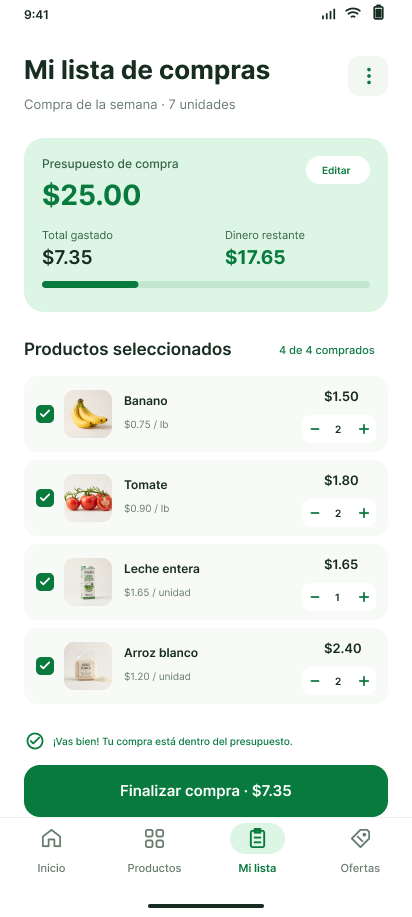 9:41
Mi lista de compras
Compra de la semana · 7 unidades
Presupuesto de compra
Editar
$25.00
Total gastado
Dinero restante
$7.35
$17.65
Productos seleccionados
4 de 4 comprados
Banano
$1.50
$0.75 / lb
2
Tomate
$1.80
$0.90 / lb
2
Leche entera
$1.65
$1.65 / unidad
1
Arroz blanco
$2.40
$1.20 / unidad
2
¡Vas bien! Tu compra está dentro del presupuesto.
Finalizar compra · $7.35
Inicio
Productos
Mi lista
Ofertas